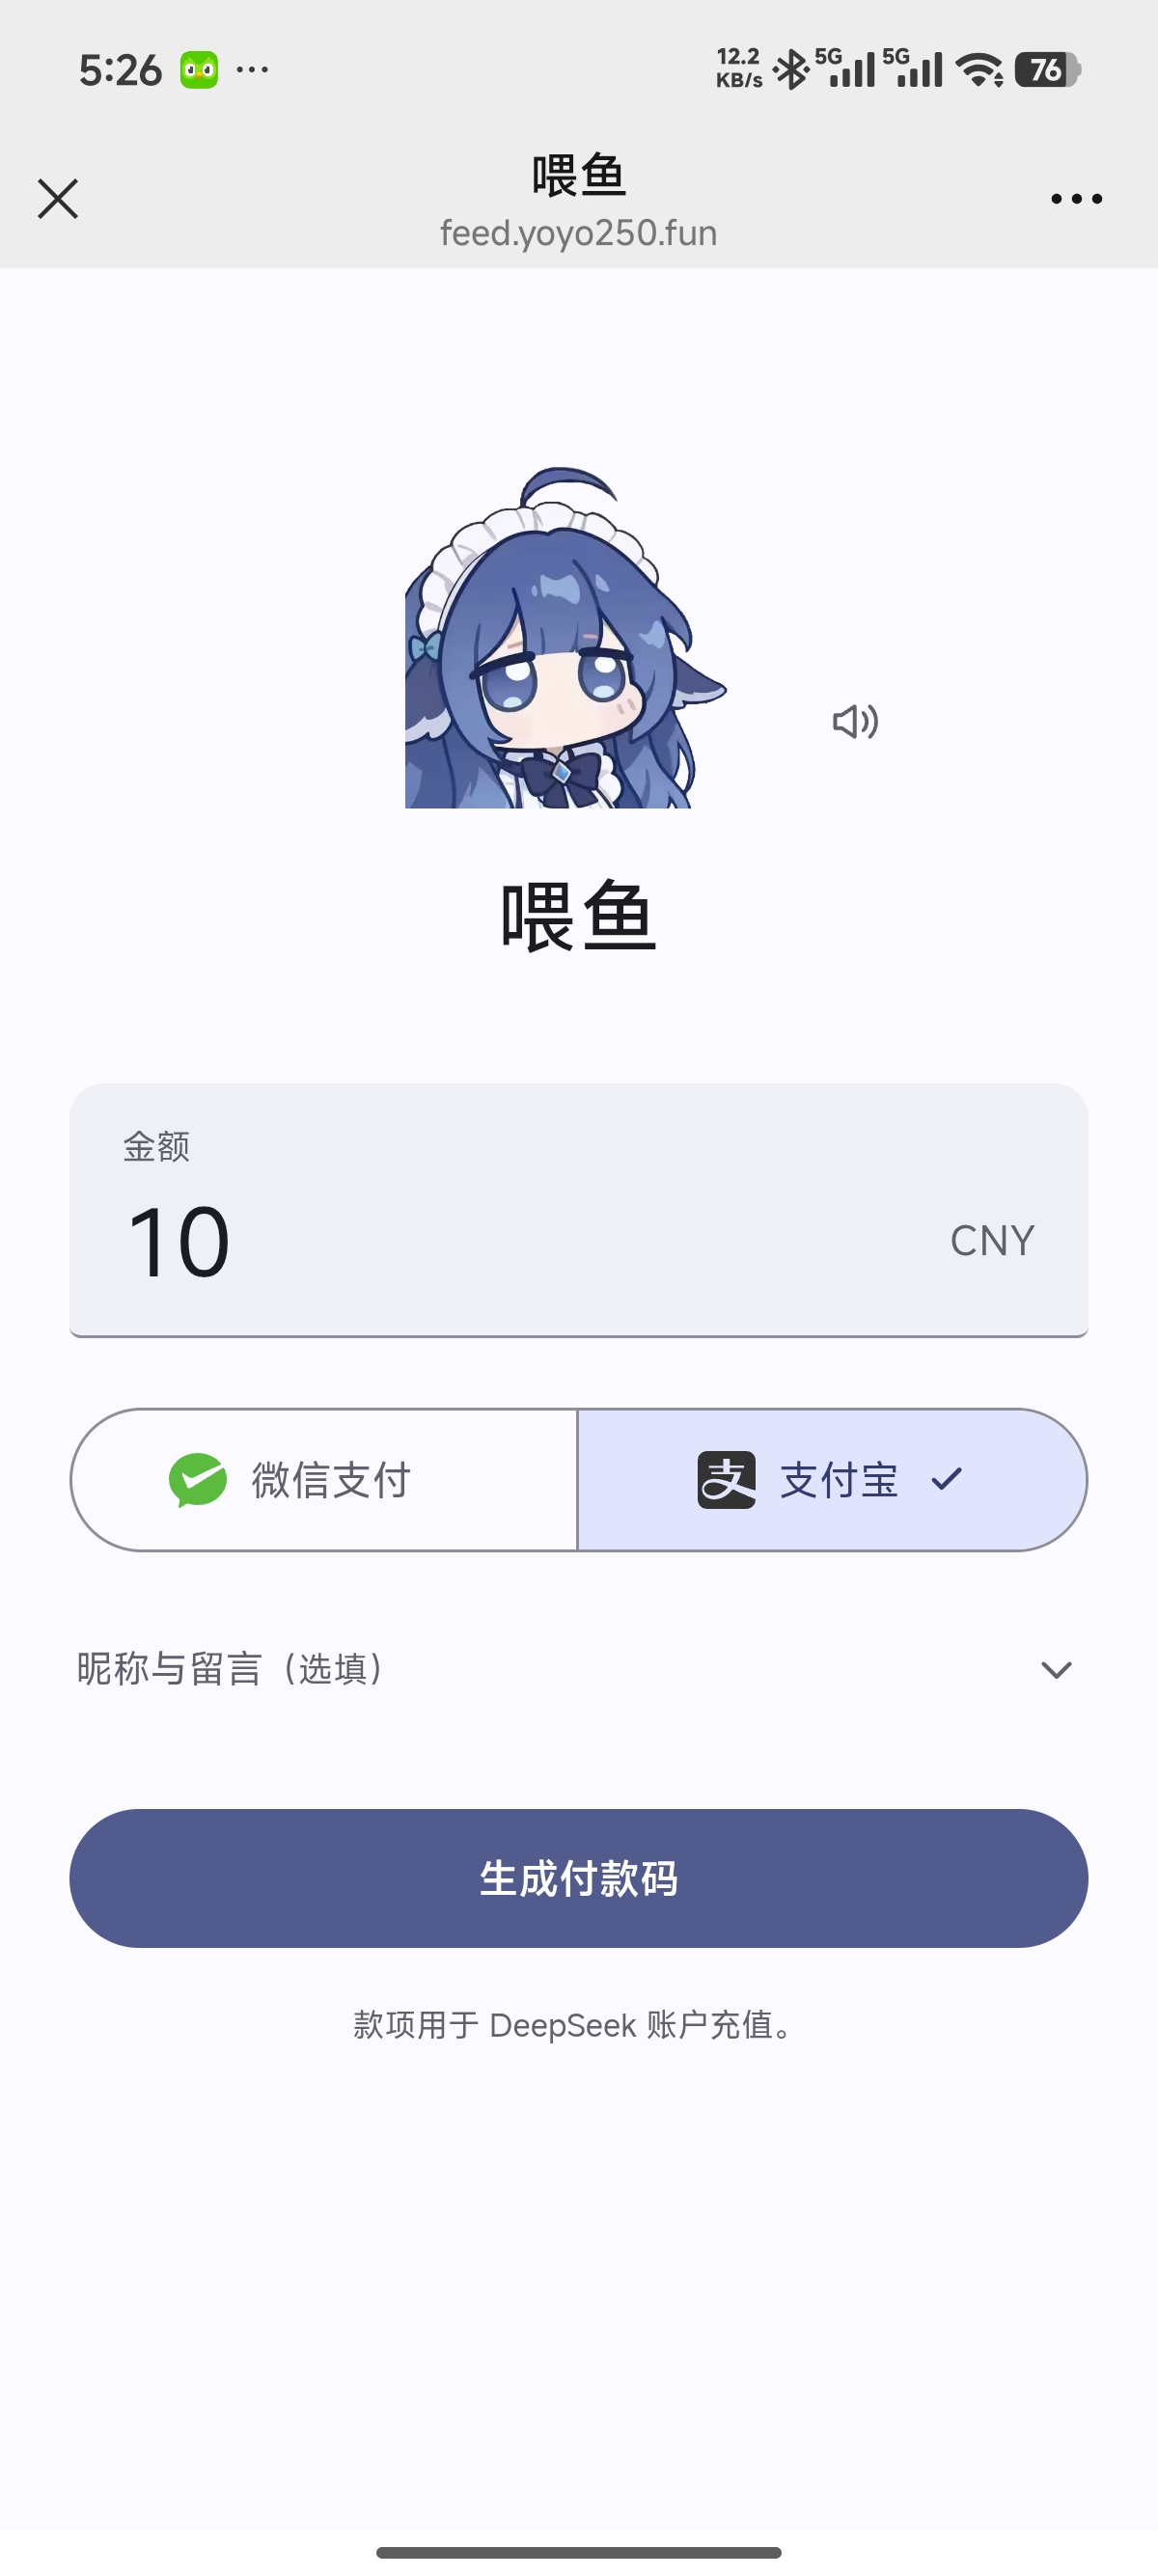 5:26
12.2 KB/s 5G 5G 76
喂鱼
feed.yoyo250.fun
喂鱼
金额
10 CNY
微信支付 支 支付宝
昵称与留言（选填）
生成付款码
款项用于 DeepSeek 账户充值。